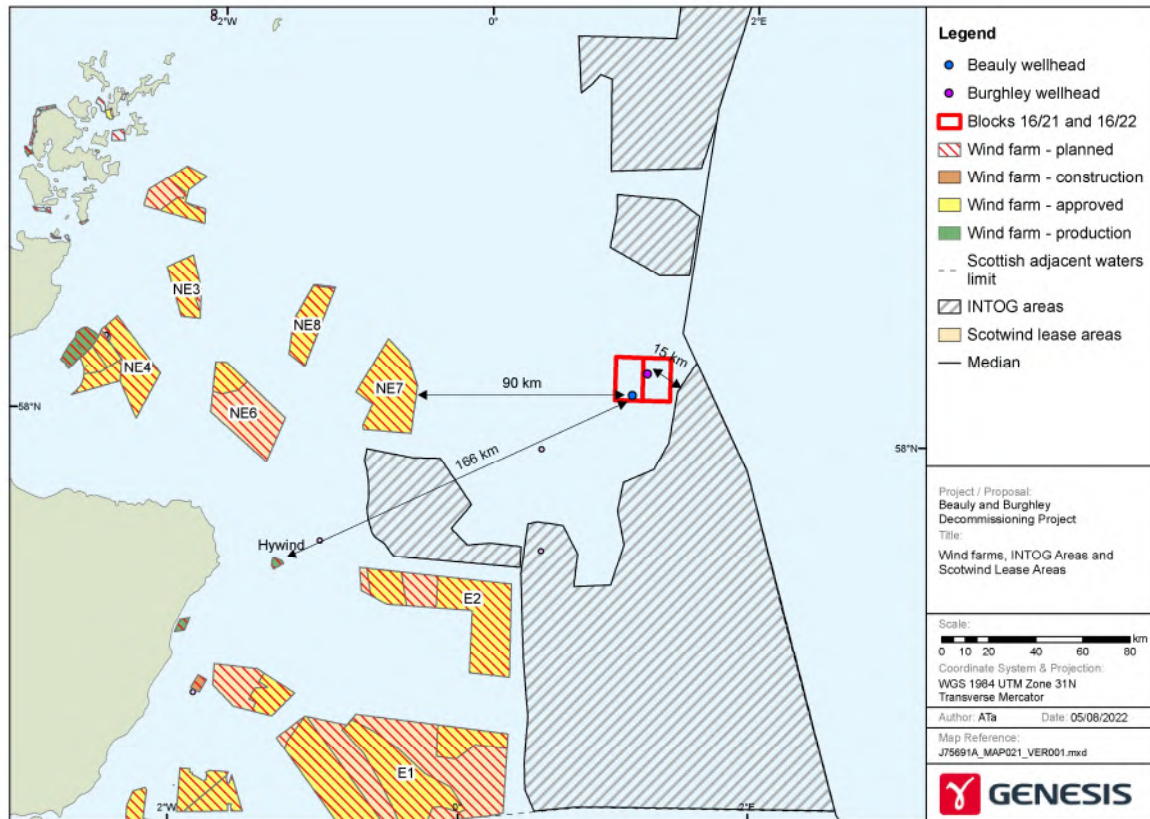 2°W
0°
2°E
NE3
NE8
NE4
NE7
NE6
15 km
90 km
58°N
58°N
166 km
Hywind
E2
E1
2°W
0°
2°E
Legend
Beauly wellhead
Burghley wellhead
Blocks 16/21 and 16/22
Wind farm - planned
Wind farm - construction
Wind farm - approved
Wind farm - production
Scottish adjacent waters
limit
INTOG areas
Scotwind lease areas
Median
Project / Proposal:
Beauly and Burghley
Decommissioning Project
Title:
Wind farms, INTOG Areas and
Scotwind Lease Areas
Scale:
km
0 10 20 40 60 80
Coordinate System & Projection:
WGS 1984 UTM Zone 31N
Transverse Mercator
Author: ATa Date: 05/08/2022
Map Reference:
J75691A_MAP021_VER001.mxd
GENESIS